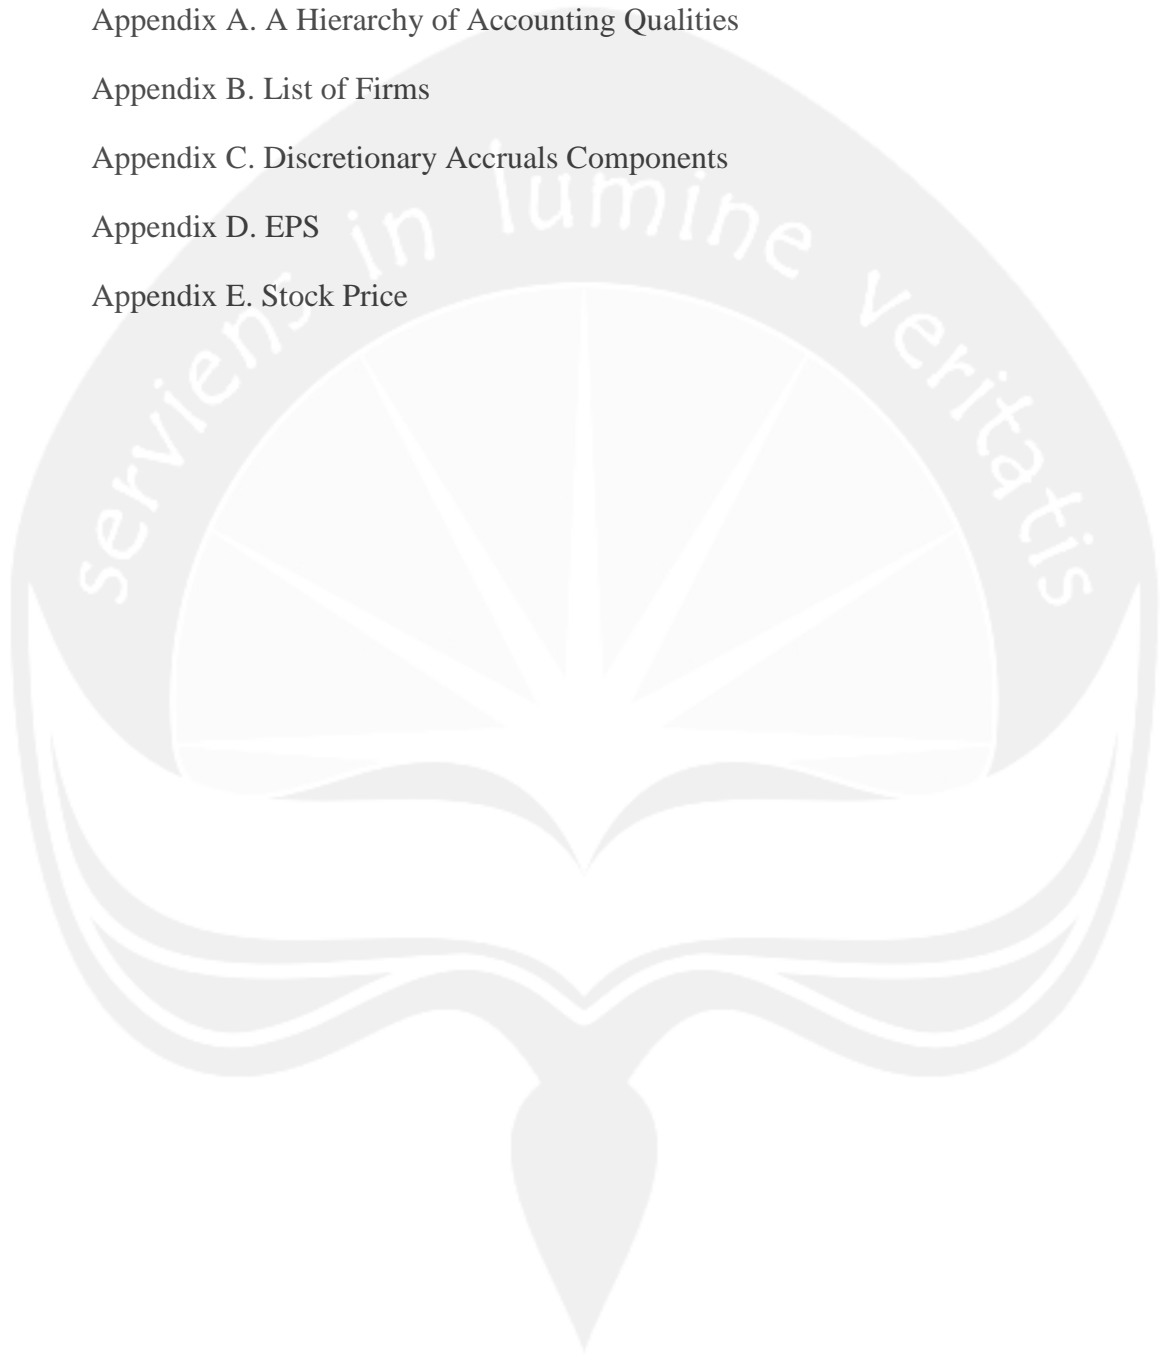 Appendix A. A Hierarchy of Accounting Qualities
Appendix B. List of Firms
Appendix C. Discretionary Accruals Components
Appendix D. EPS
Appendix E. Stock Price
serviens in lumine veritatis